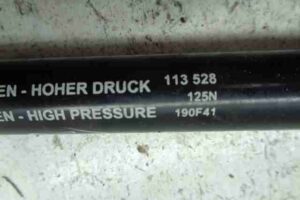 EN - HOHER DRUCK 113 528
125N
EN - HIGH PRESSURE 190F41